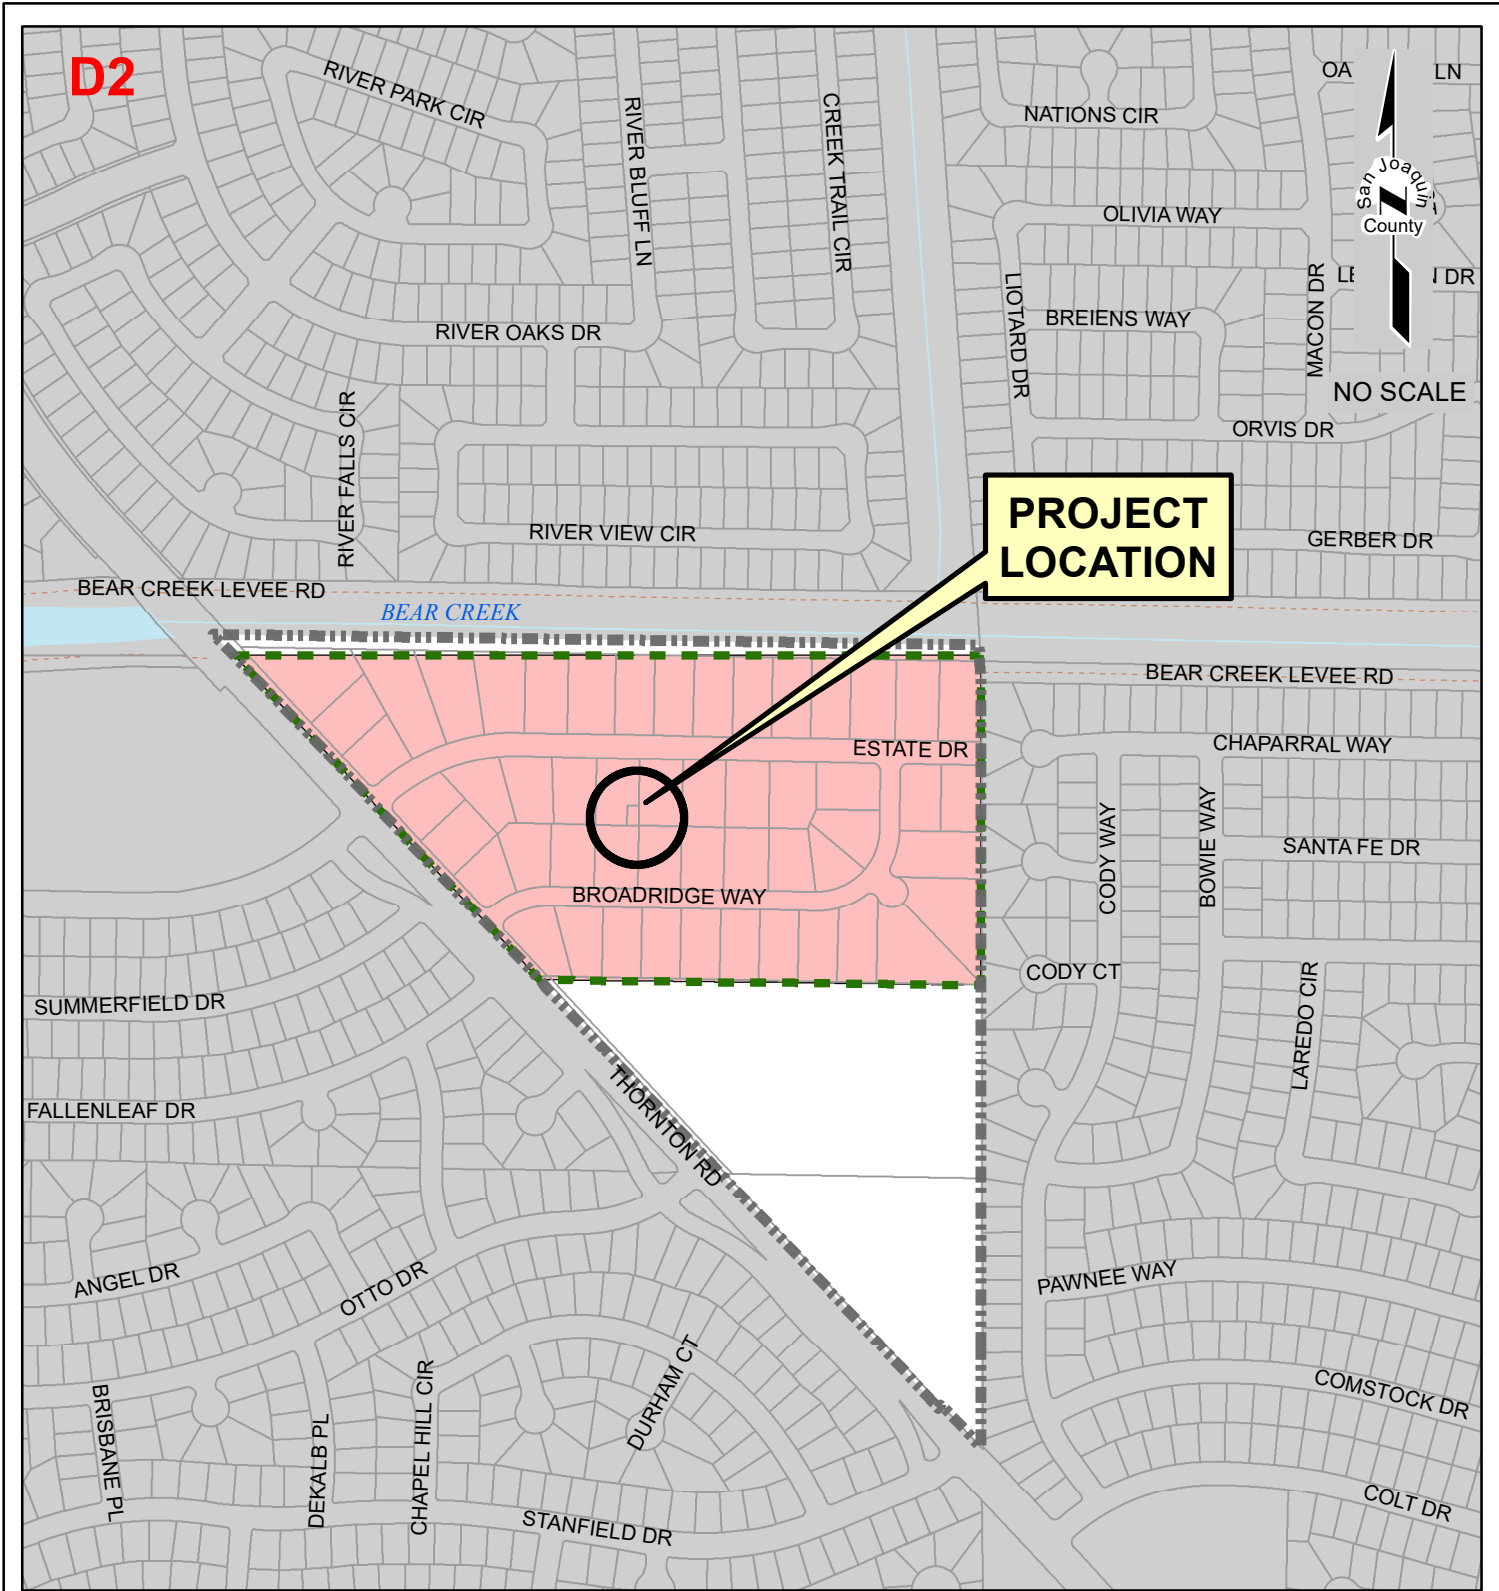 D2
RIVER PARK CIR
RIVER BLUFF LN
CREEK TRAIL CIR
NATIONS CIR
OA LN
San Joaquin
County
N
OLIVIA WAY
LIOTARD DR
BREIENS WAY
MACON DR
LE N DR
NO SCALE
RIVER OAKS DR
RIVER FALLS CIR
ORVIS DR
RIVER VIEW CIR
PROJECT
LOCATION
GERBER DR
BEAR CREEK LEVEE RD
BEAR CREEK
BEAR CREEK LEVEE RD
ESTATE DR
CHAPARRAL WAY
CODY WAY
BOWIE WAY
SANTA FE DR
BROADRIDGE WAY
CODY CT
LAREDO CIR
SUMMERFIELD DR
FALLENLEAF DR
THORNTON RD
ANGEL DR
OTTO DR
PAWNEE WAY
BRISBANE PL
DEKALB PL
CHAPEL HILL CIR
DURHAM CT
COMSTOCK DR
STANFIELD DR
COLT DR